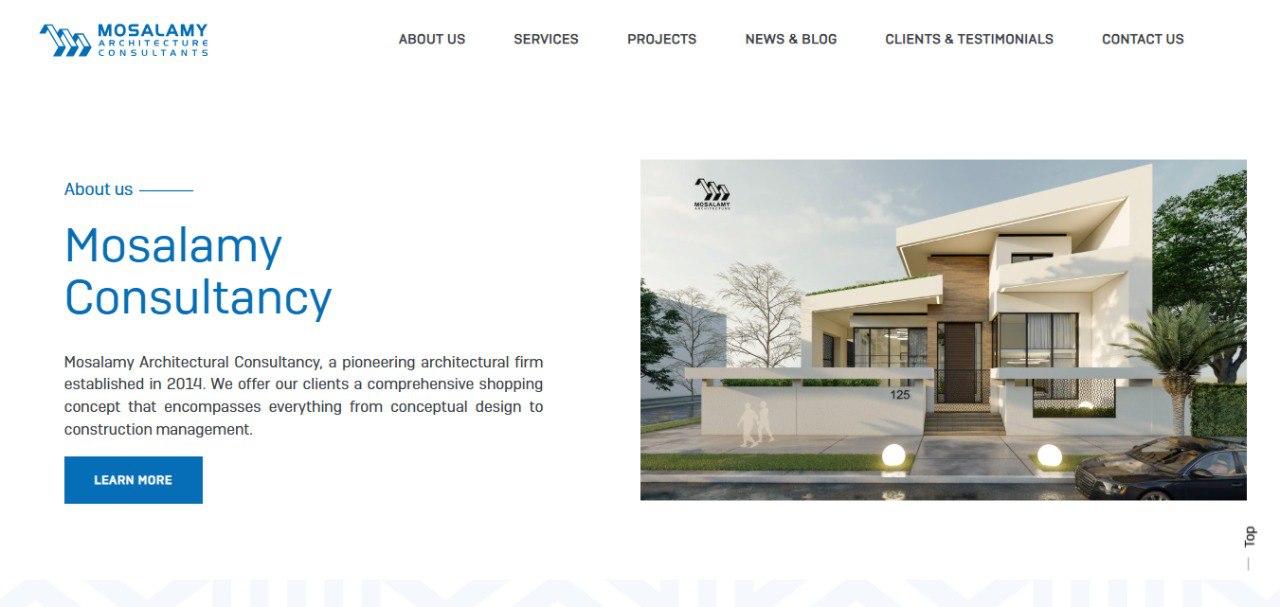 MOSALAMY
ARCHITECTURE
CONSULTANTS
ABOUT US
SERVICES
PROJECTS
NEWS & BLOG
CLIENTS & TESTIMONIALS
CONTACT US
About us
Mosalamy
Consultancy
Mosalamy Architectural Consultancy, a pioneering architectural firm
established in 2014. We offer our clients a comprehensive shopping
concept that encompasses everything from conceptual design to
construction management.
LEARN MORE
MOSALAMY
ARCHITECTURE
125
Top